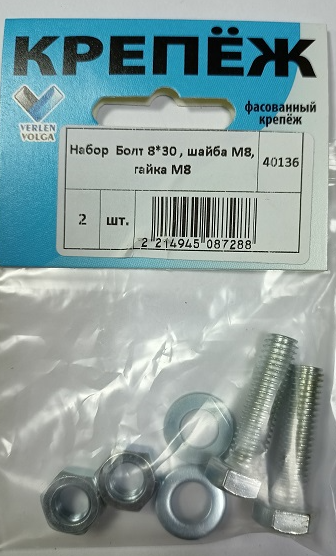 КРЕПЁЖ
VERLEN
VOLGA
фасованный
крепёж
Набор Болт 8*30 , шайба М8,
гайка М8
40136
2 шт.
2 214945 087288